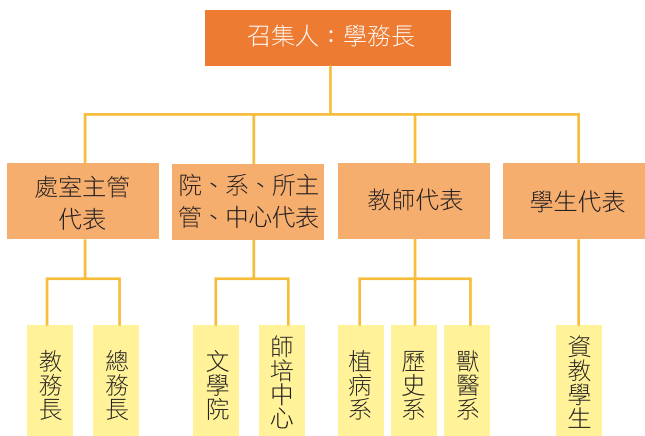 召集人：學務長
處室主管
代表
院、系、所主
管、中心代表
教師代表
學生代表
教務長
總務長
文學院
師培中心
植病系
歷史系
獸醫系
資教學生